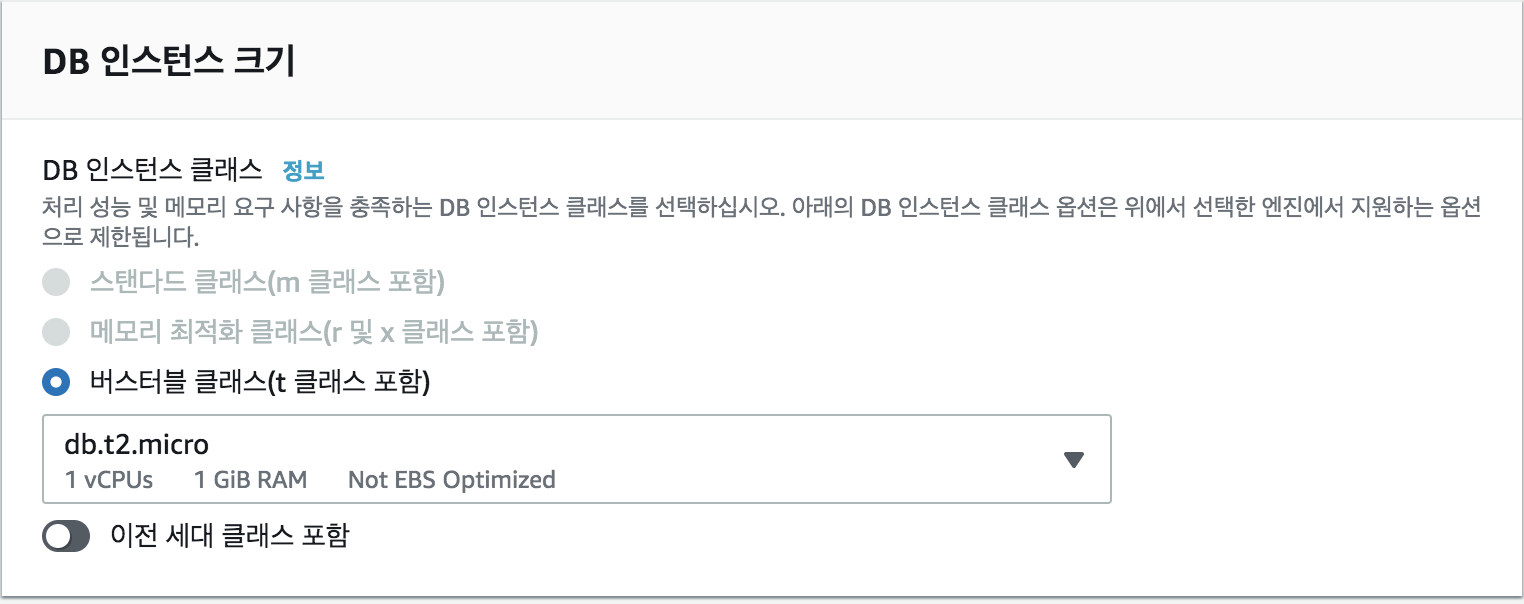 DB 인스턴스 크기
DB 인스턴스 클래스 정보
처리 성능 및 메모리 요구 사항을 충족하는 DB 인스턴스 클래스를 선택하십시오. 아래의 DB 인스턴스 클래스 옵션은 위에서 선택한 엔진에서 지원하는 옵션
으로 제한됩니다.
스탠다드 클래스(m 클래스 포함)
메모리 최적화 클래스(r 및 x 클래스 포함)
버스터블 클래스(t 클래스 포함)
db.t2.micro
1 vCPUs 1 GiB RAM Not EBS Optimized
이전 세대 클래스 포함